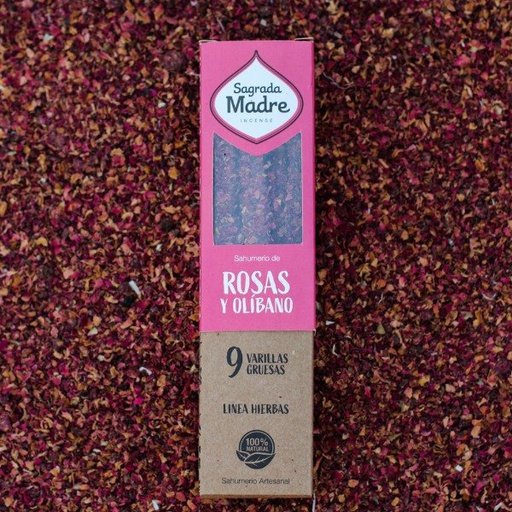 Sagrada
Madre
INCENSE
Sahumerio de
ROSAS
Y OLÍBANO
9 VARILLAS
GRUESAS
LINEA HIERBAS
100%
NATURAL
Sahumerio Artesanal